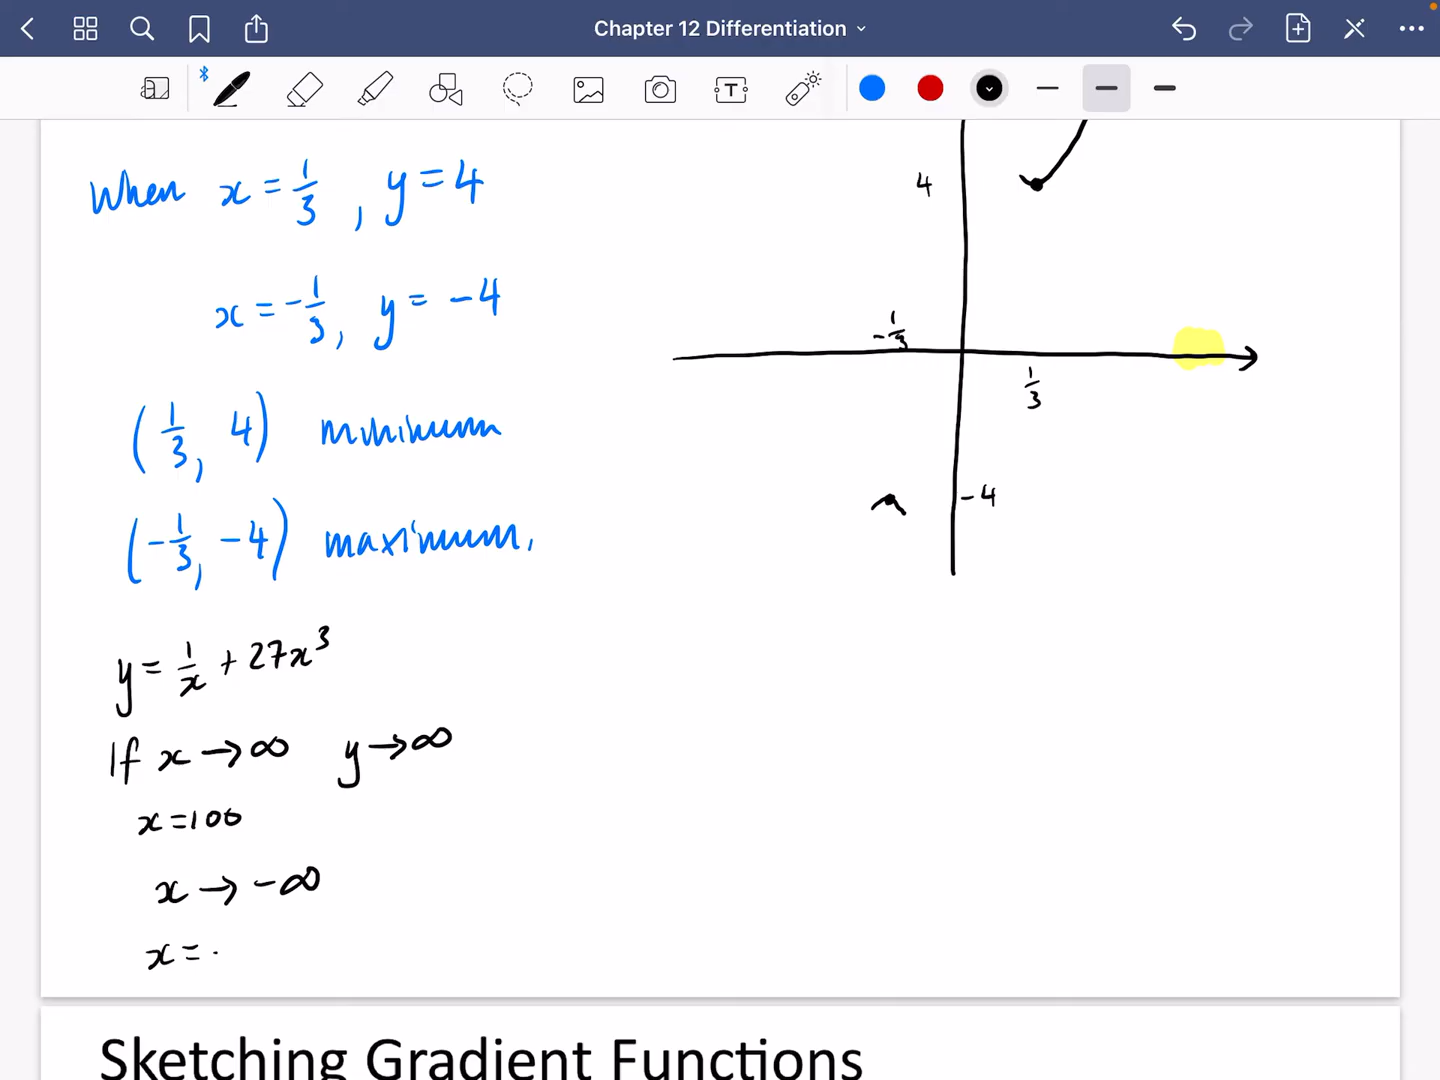 Chapter 12 Differentiation
When x = 1/3, y = 4
x = -1/3, y = -4
(1/3, 4) minimum
(-1/3, -4) maximum.
y = 1/x + 27x³
If x → ∞ y → ∞
x = 100
x → -∞
x = -
4
-1/3
1/3
-4
Sketching Gradient Functions